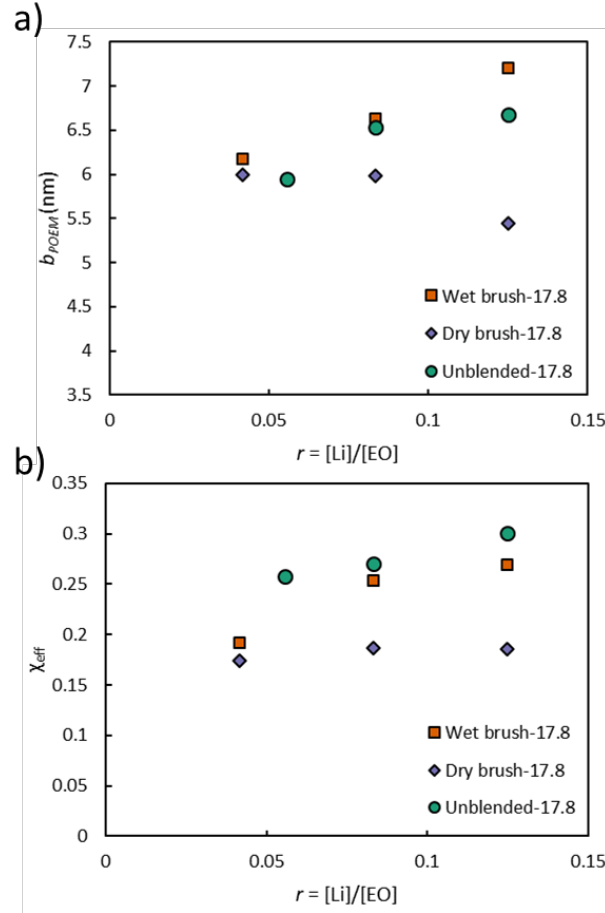 a)
7.5
7
6.5
6
5.5
5
4.5
4
3.5
b_POEM (nm)
Wet brush-17.8
Dry brush-17.8
Unblended-17.8
0 0.05 0.1 0.15
r = [Li]/[EO]
b)
0.35
0.3
0.25
0.2
0.15
0.1
0.05
0
χeff
Wet brush-17.8
Dry brush-17.8
Unblended-17.8
0 0.05 0.1 0.15
r = [Li]/[EO]